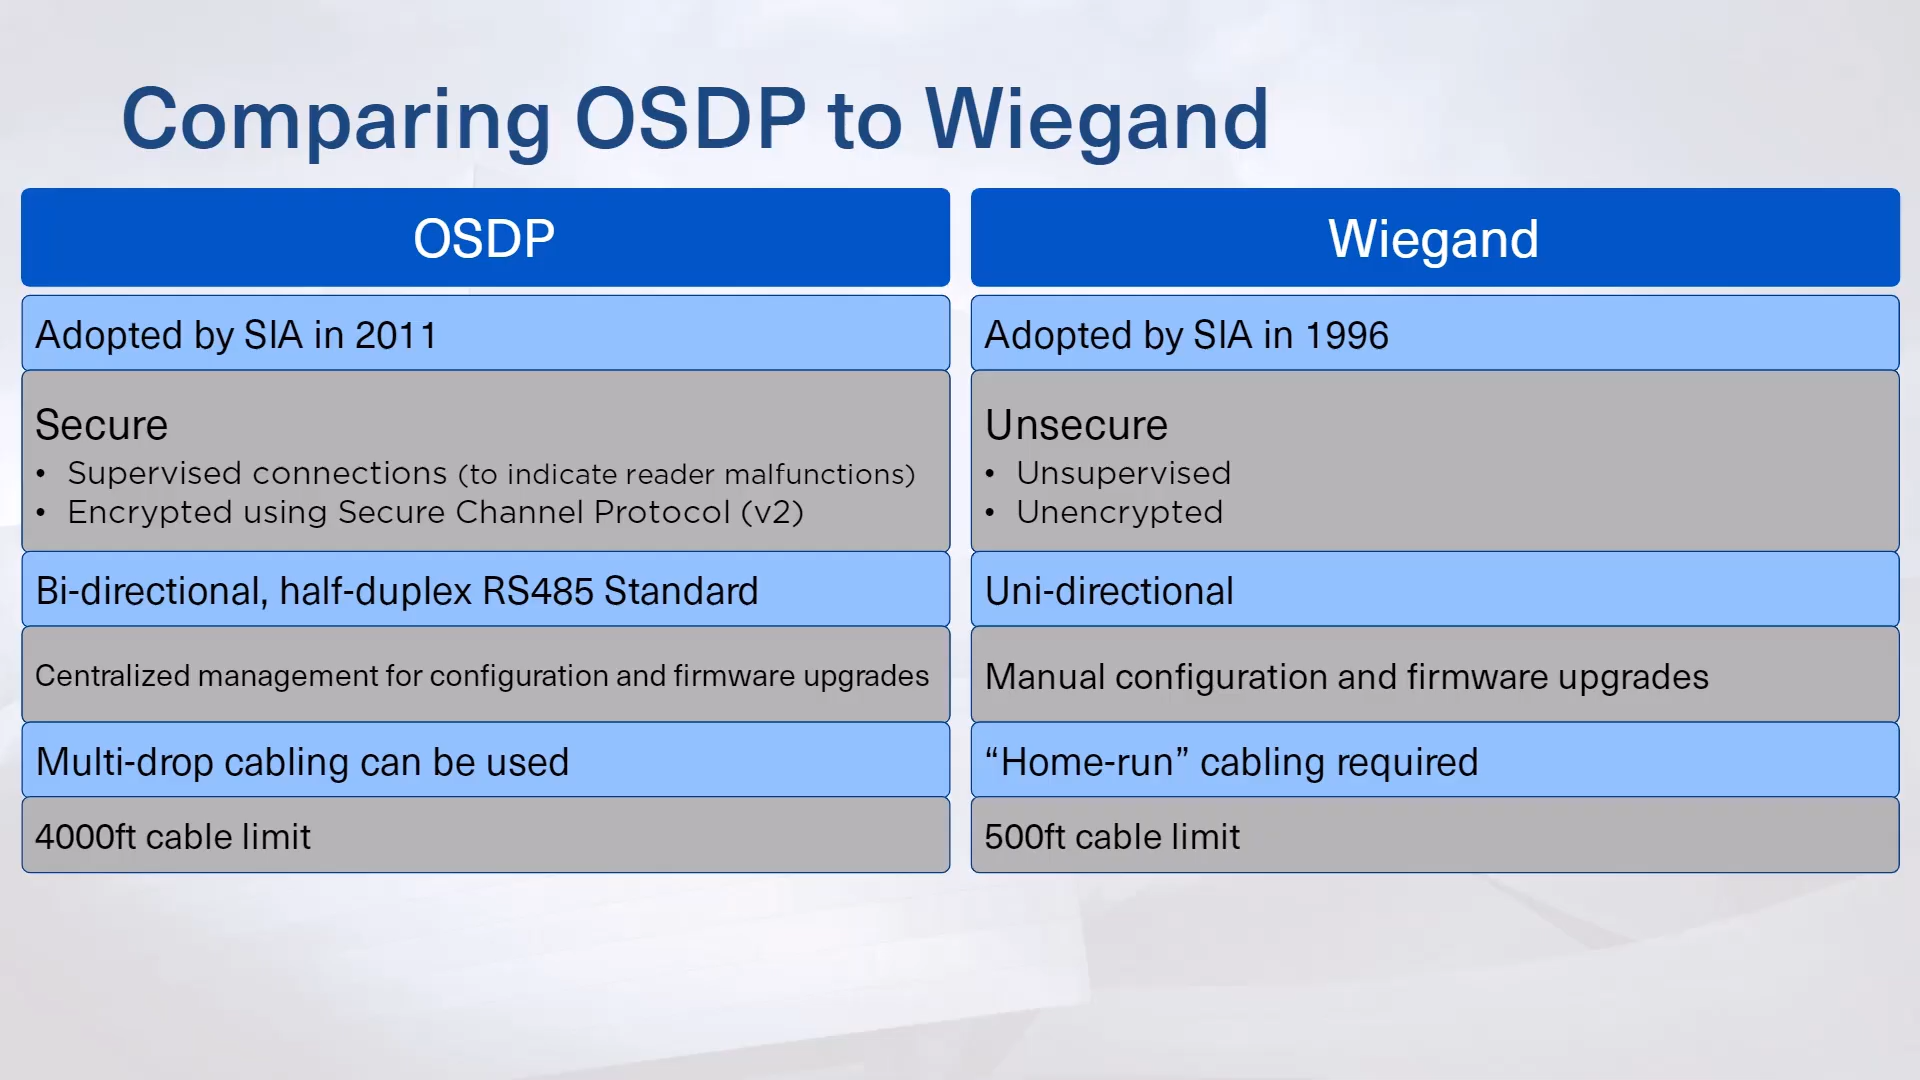 Comparing OSDP to Wiegand
OSDP
Adopted by SIA in 2011
Secure
• Supervised connections (to indicate reader malfunctions)
• Encrypted using Secure Channel Protocol (v2)
Bi-directional, half-duplex RS485 Standard
Centralized management for configuration and firmware upgrades
Multi-drop cabling can be used
4000ft cable limit
Wiegand
Adopted by SIA in 1996
Unsecure
• Unsupervised
• Unencrypted
Uni-directional
Manual configuration and firmware upgrades
“Home-run” cabling required
500ft cable limit